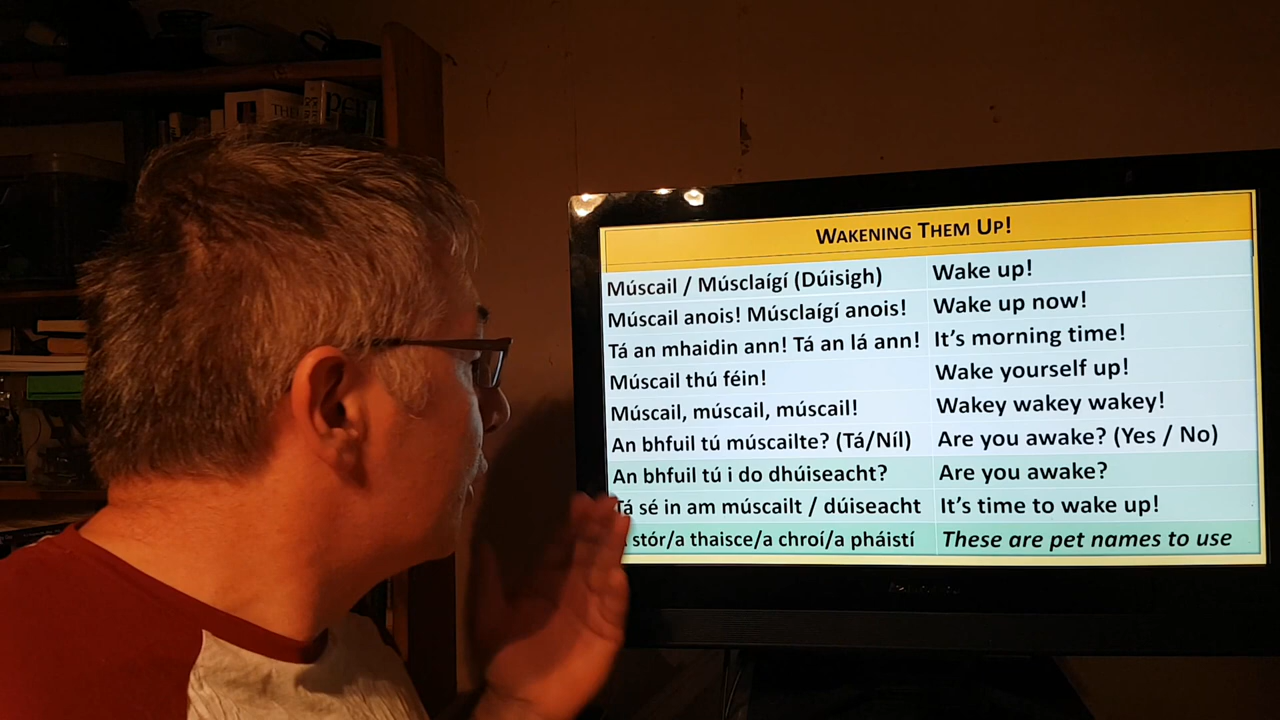 THE
WAKENING THEM UP!
Múscail / Músclaígí (Dúisigh) Wake up!
Múscail anois! Músclaígí anois! Wake up now!
Tá an mhaidin ann! Tá an lá ann! It's morning time!
Múscail thú féin! Wake yourself up!
Múscail, múscail, múscail! Wakey wakey wakey!
An bhfuil tú múscailte? (Tá/Níl) Are you awake? (Yes / No)
An bhfuil tú i do dhúiseacht? Are you awake?
Tá sé in am múscailt / dúiseacht It's time to wake up!
stór/a thaisce/a chroí/a pháistí These are pet names to use